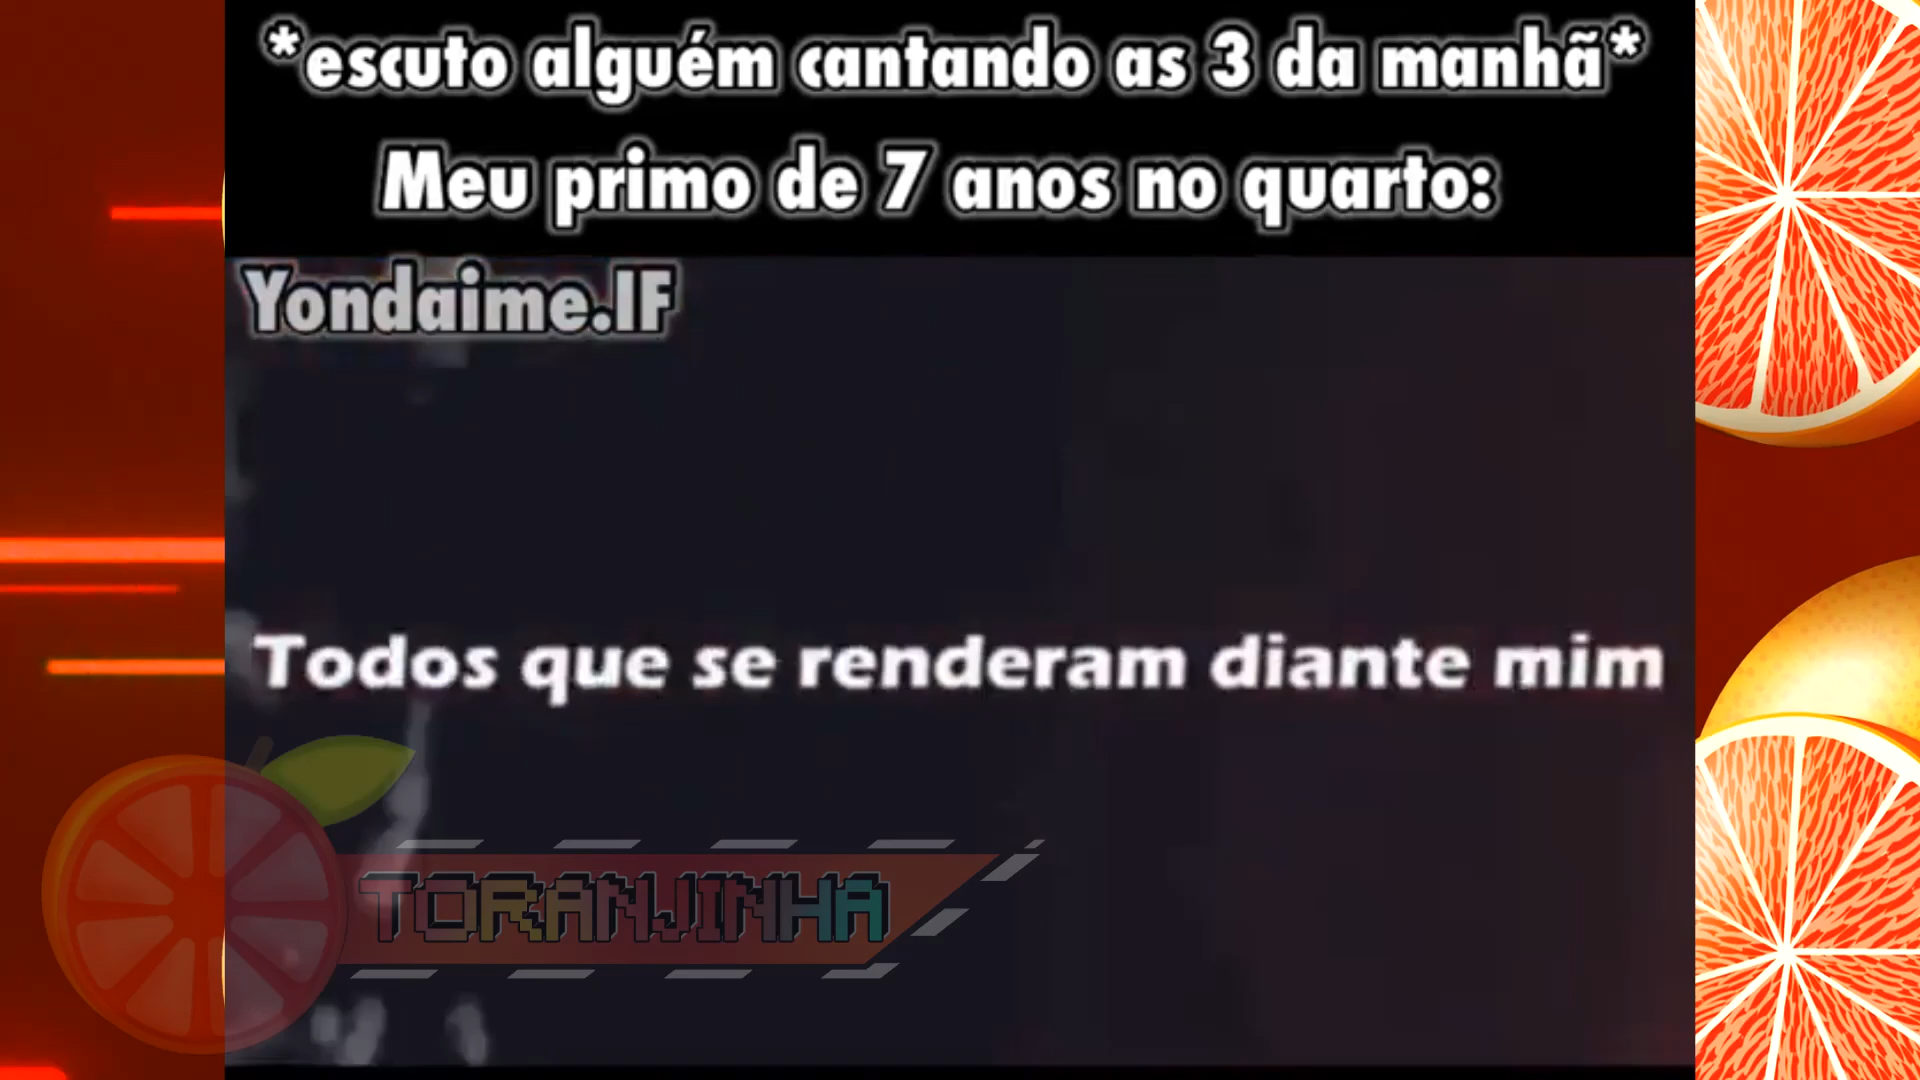 *escuto alguém cantando as 3 da manhã*
Meu primo de 7 anos no quarto:
Yondaime.IF
Todos que se renderam diante mim
TORANJINHA